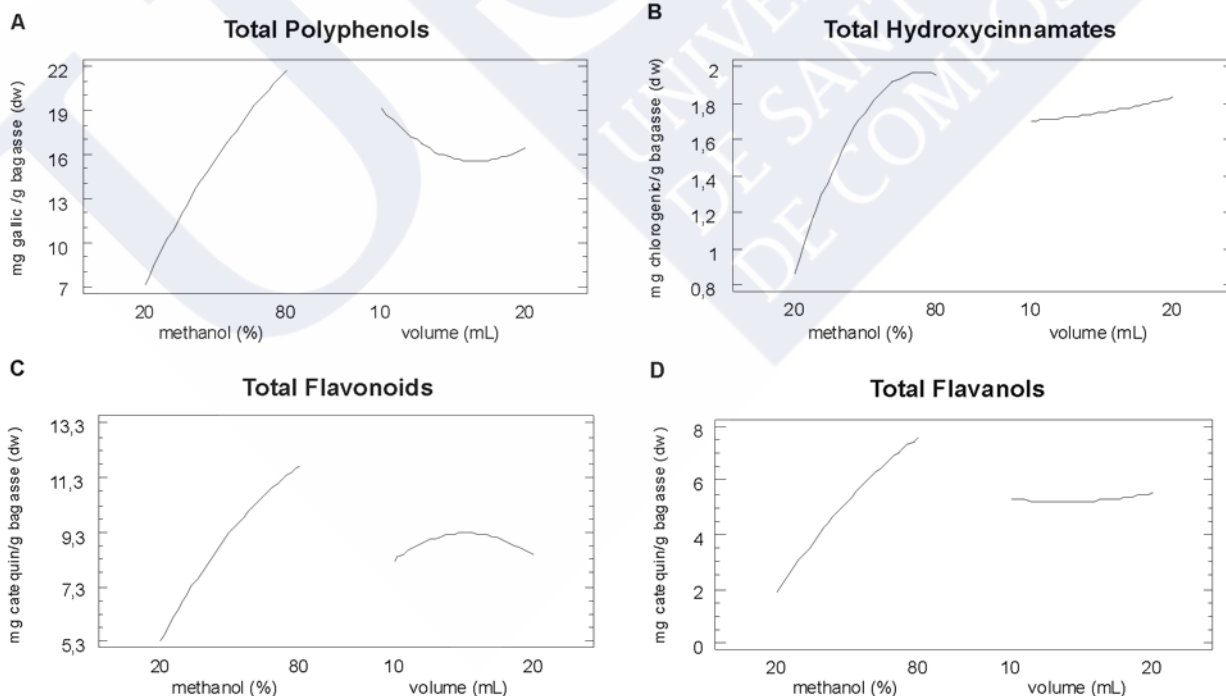 A
Total Polyphenols
mg gallic /g bagasse (dw)
22
19
16
13
10
7
20
80
10
20
methanol (%)
volume (mL)
B
Total Hydroxycinnamates
mg chlorogenic/g bagasse (dw)
2
1,8
1,6
1,4
1,2
1
0,8
20
80
10
20
methanol (%)
volume (mL)
C
Total Flavonoids
mg catequin/g bagasse (dw)
13,3
11,3
9,3
7,3
5,3
20
80
10
20
methanol (%)
volume (mL)
D
Total Flavanols
mg catequin/g bagasse (dw)
8
6
4
2
0
20
80
10
20
methanol (%)
volume (mL)